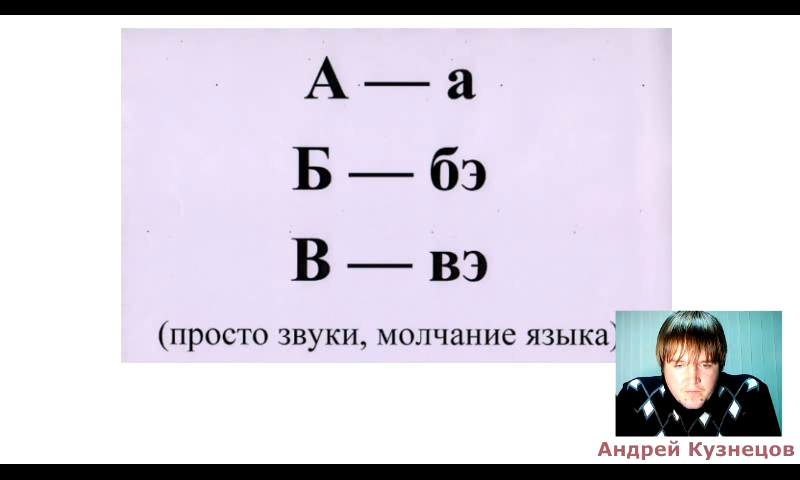 А — а
Б — бэ
В — вэ
(просто звуки, молчание языка)
Андрей Кузнецов